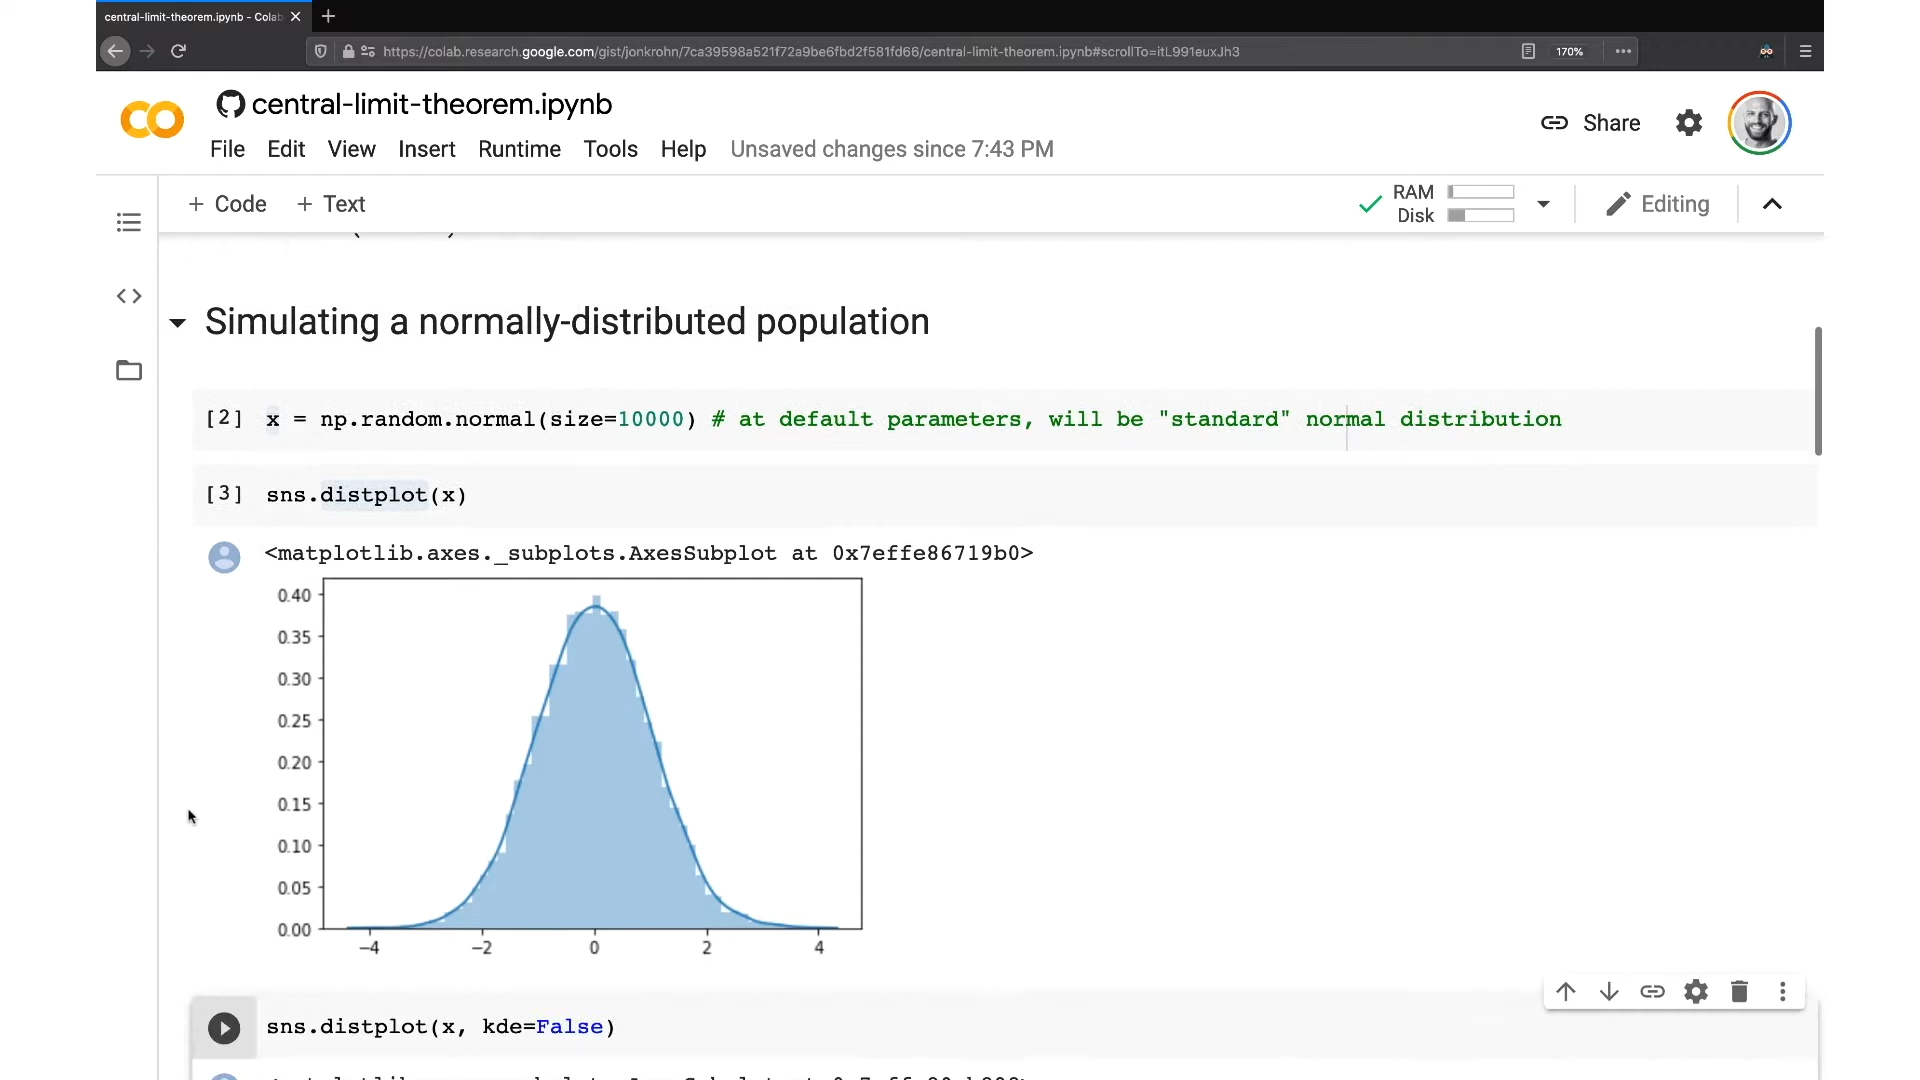 central-limit-theorem.ipynb - Colab
https://colab.research.google.com/gist/jonkrohn/7ca39598a521f72a9be6fbd2f581fd66/central-limit-theorem.ipynb#scrollTo=itL991euxJh3
170%
central-limit-theorem.ipynb
Share
File Edit View Insert Runtime Tools Help Unsaved changes since 7:43 PM
+ Code + Text
RAM
Disk
Editing
Simulating a normally-distributed population
[2] x = np.random.normal(size=10000) # at default parameters, will be "standard" normal distribution
[3] sns.distplot(x)
<matplotlib.axes._subplots.AxesSubplot at 0x7effe86719b0>
0.40
0.35
0.30
0.25
0.20
0.15
0.10
0.05
0.00
−4 −2 0 2 4
sns.distplot(x, kde=False)